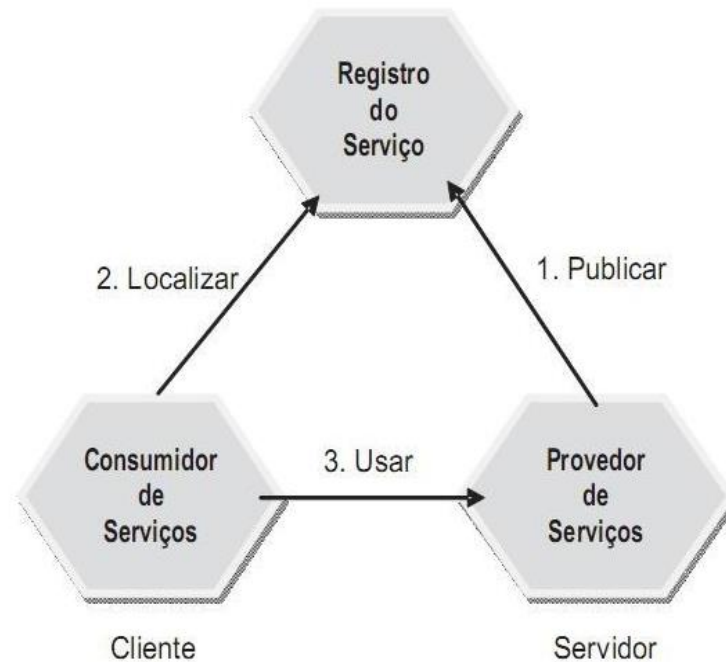 Registro
do
Serviço
2. Localizar
1. Publicar
Consumidor
de
Serviços
3. Usar
Provedor
de
Serviços
Cliente
Servidor